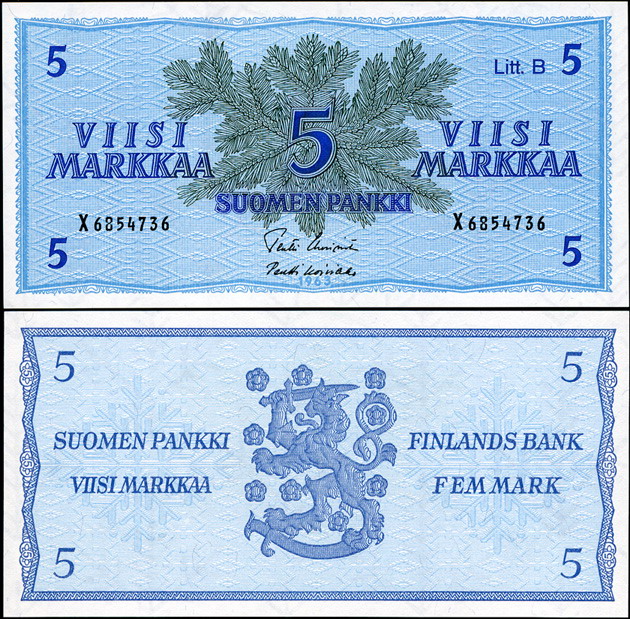 5 Litt. B 5
5
VIISI VIISI
MARKKAA MARKKAA
SUOMEN PANKKI
X6854736 X6854736
5 5
1963
5 5
SUOMEN PANKKI FINLANDS BANK
VIISI MARKKAA FEM MARK
5 5